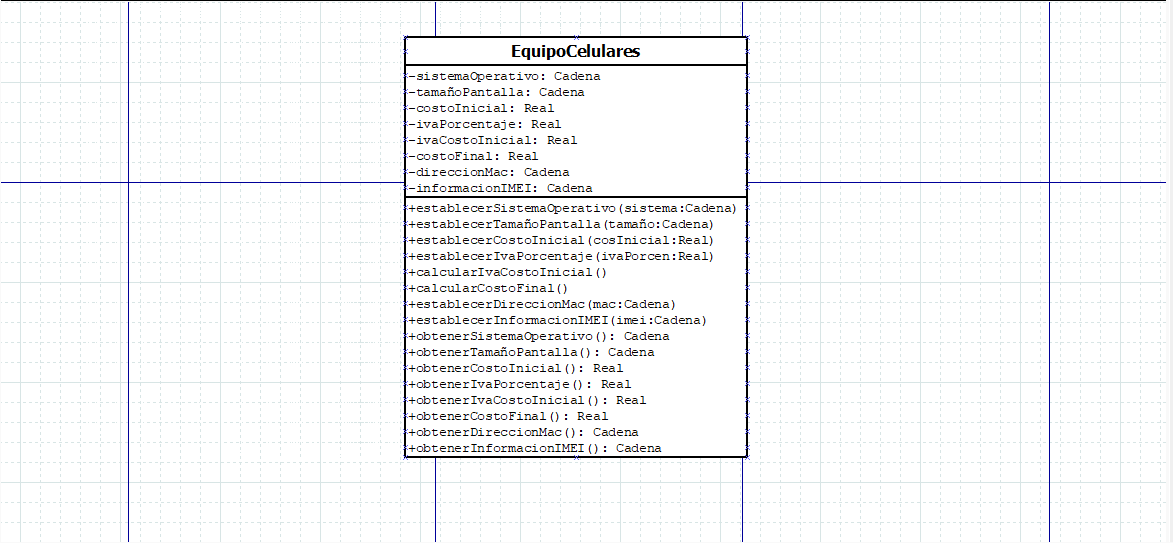 EquipoCelulares
-sistemaOperativo: Cadena
-tamañoPantalla: Cadena
-costoInicial: Real
-ivaPorcentaje: Real
-ivaCostoInicial: Real
-costoFinal: Real
-direccionMac: Cadena
-informacionIMEI: Cadena
+establecerSistemaOperativo(sistema:Cadena)
+establecerTamañoPantalla(tamaño:Cadena)
+establecerCostoInicial(cosInicial:Real)
+establecerIvaPorcentaje(ivaPorcen:Real)
+calcularIvaCostoInicial()
+calcularCostoFinal()
+establecerDireccionMac(mac:Cadena)
+establecerInformacionIMEI(imei:Cadena)
+obtenerSistemaOperativo(): Cadena
+obtenerTamañoPantalla(): Cadena
+obtenerCostoInicial(): Real
+obtenerIvaPorcentaje(): Real
+obtenerIvaCostoInicial(): Real
+obtenerCostoFinal(): Real
+obtenerDireccionMac(): Cadena
+obtenerInformacionIMEI(): Cadena